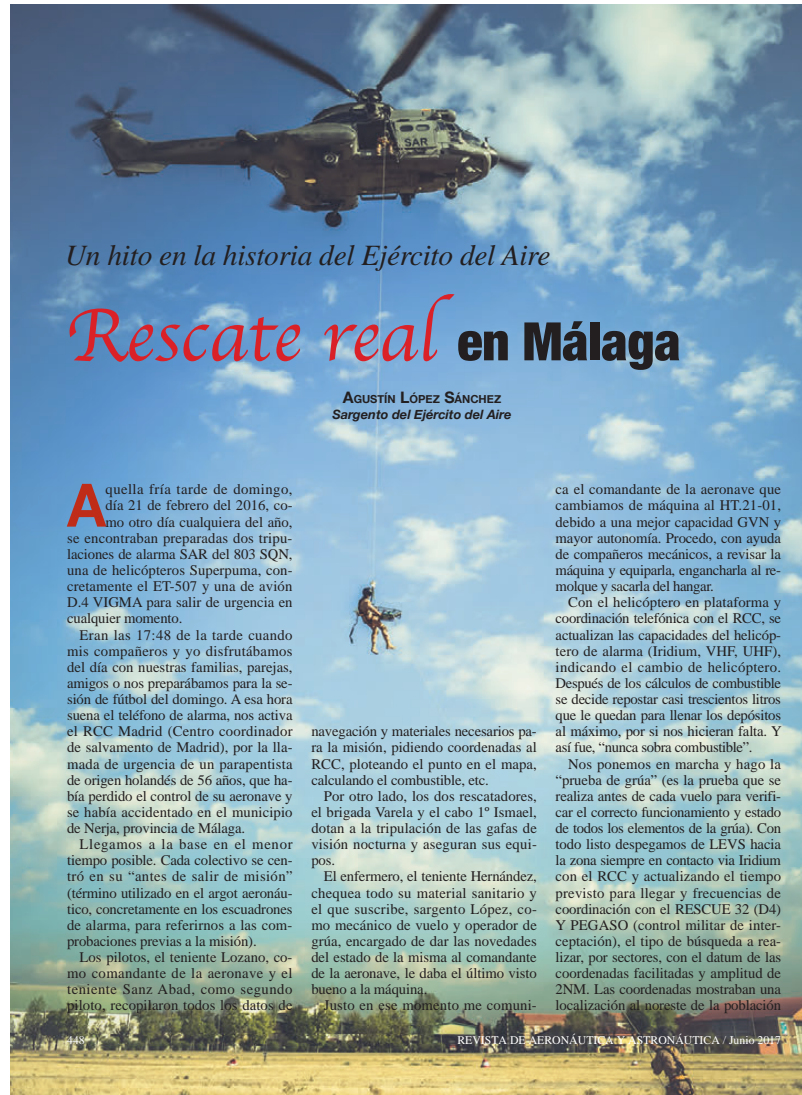 SAR
Un hito en la historia del Ejército del Aire
Rescate real en Málaga
AGUSTÍN LÓPEZ SÁNCHEZ
Sargento del Ejército del Aire
Aquella fría tarde de domingo,
día 21 de febrero del 2016, co-
mo otro día cualquiera del año,
se encontraban preparadas dos tripu-
laciones de alarma SAR del 803 SQN,
una de helicópteros Superpuma, con-
cretamente el ET-507 y una de avión
D.4 VIGMA para salir de urgencia en
cualquier momento.
Eran las 17:48 de la tarde cuando
mis compañeros y yo disfrutábamos
del día con nuestras familias, parejas,
amigos o nos preparábamos para la se-
sión de fútbol del domingo. A esa hora
suena el teléfono de alarma, nos activa
el RCC Madrid (Centro coordinador
de salvamento de Madrid), por la lla-
mada de urgencia de un parapentista
de origen holandés de 56 años, que ha-
bía perdido el control de su aeronave y
se había accidentado en el municipio
de Nerja, provincia de Málaga.
Llegamos a la base en el menor
tiempo posible. Cada colectivo se cen-
tró en su “antes de salir de misión”
(término utilizado en el argot aeronáu-
tico, concretamente en los escuadrones
de alarma, para referirnos a las com-
probaciones previas a la misión).
Los pilotos, el teniente Lozano, co-
mo comandante de la aeronave y el
teniente Sanz Abad, como segundo
piloto, recopilaron todos los datos de
navegación y materiales necesarios pa-
ra la misión, pidiendo coordenadas al
RCC, ploteando el punto en el mapa,
calculando el combustible, etc.
Por otro lado, los dos rescatadores,
el brigada Varela y el cabo 1º Ismael,
dotan a la tripulación de las gafas de
visión nocturna y aseguran sus equi-
pos.
El enfermero, el teniente Hernández,
chequea todo su material sanitario y
el que suscribe, sargento López, co-
mo mecánico de vuelo y operador de
grúa, encargado de dar las novedades
del estado de la misma al comandante
de la aeronave, le daba el último visto
bueno a la máquina.
Justo en ese momento me comuni-
ca el comandante de la aeronave que
cambiamos de máquina al HT.21-01,
debido a una mejor capacidad GVN y
mayor autonomía. Procedo, con ayuda
de compañeros mecánicos, a revisar la
máquina y equiparla, engancharla al re-
molque y sacarla del hangar.
Con el helicóptero en plataforma y
coordinación telefónica con el RCC, se
actualizan las capacidades del helicóp-
tero de alarma (Iridium, VHF, UHF),
indicando el cambio de helicóptero.
Después de los cálculos de combustible
se decide repostar casi trescientos litros
que le quedan para llenar los depósitos
al máximo, por si nos hicieran falta. Y
así fue, “nunca sobra combustible”.
Nos ponemos en marcha y hago la
“prueba de grúa” (es la prueba que se
realiza antes de cada vuelo para verifi-
car el correcto funcionamiento y estado
de todos los elementos de la grúa). Con
todo listo despegamos de LEVS hacia
la zona siempre en contacto via Iridium
con el RCC y actualizando el tiempo
previsto para llegar y frecuencias de
coordinación con el RESCUE 32 (D4)
Y PEGASO (control militar de inter-
ceptación), el tipo de búsqueda a rea-
lizar, por sectores, con el datum de las
coordenadas facilitadas y amplitud de
2NM. Las coordenadas mostraban una
localización al noreste de la población
448
REVISTA DE AERONÁUTICA Y ASTRONÁUTICA / Junio 2017